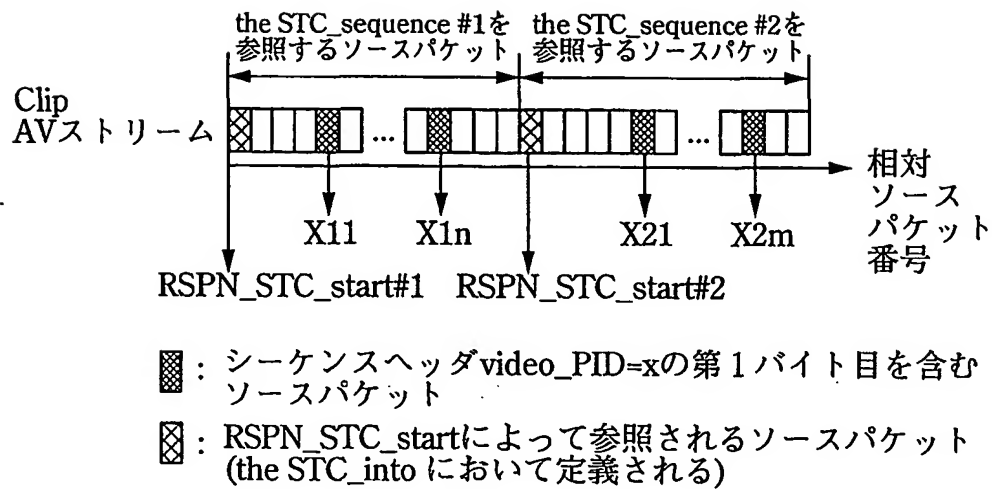 the STC_sequence #1を
参照するソースパケット
the STC_sequence #2を
参照するソースパケット
Clip
AVストリーム
...
...
相対
ソース
パケット
番号
X11
X1n
X21
X2m
RSPN_STC_start#1
RSPN_STC_start#2
: シーケンスヘッダvideo_PID=xの第1バイト目を含む
ソースパケット
: RSPN_STC_startによって参照されるソースパケット
(the STC_into において定義される)